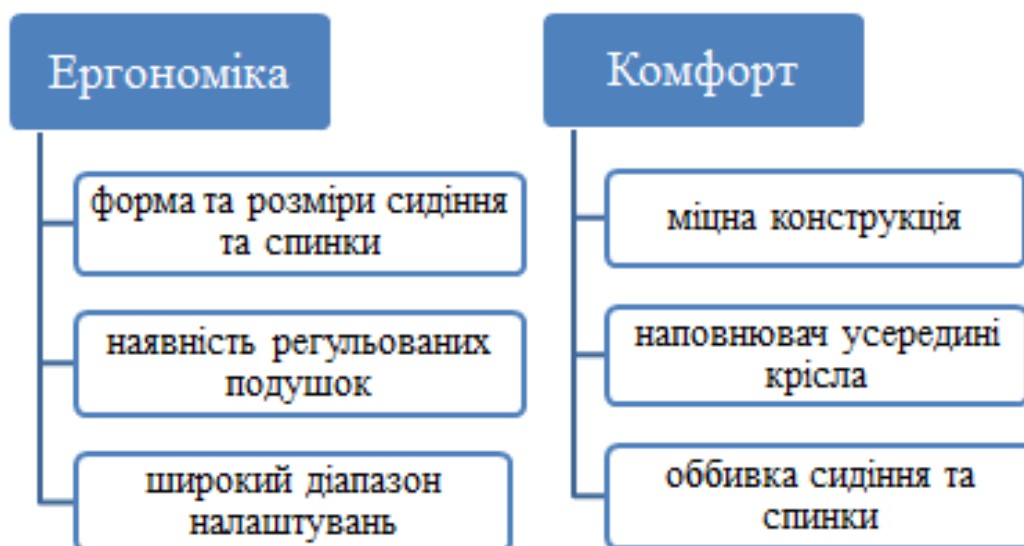 Ергономіка
форма та розміри сидіння
та спинки
наявність регульованих
подушок
широкий діапазон
налаштувань
Комфорт
міцна конструкція
наповнювач усередині
крісла
оббивка сидіння та
спинки